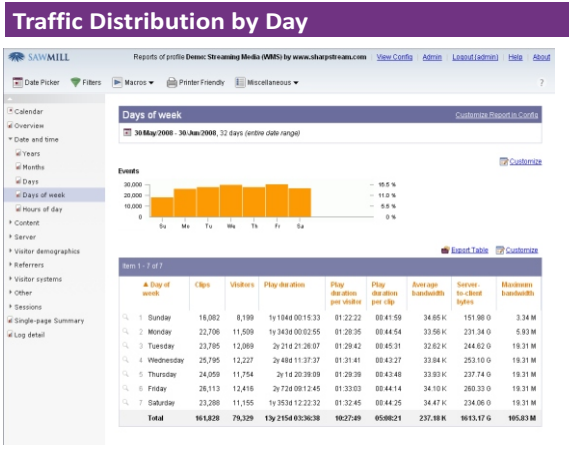 Traffic Distribution by Day
SAWMILL
Reports of profile Demo: Streaming Media (WMS) by www.sharpstream.com View Config Admin Logout (admin) Help About
Date Picker Filters Macros Printer Friendly Miscellaneous ?
Calendar
Overview
Date and time
Years
Months
Days
Days of week
Hours of day
Content
Server
Visitor demographics
Referrers
Visitor systems
Other
Sessions
Single-page Summary
Log detail
Days of week Customize Report in Config
30/May/2008 - 30/Jun/2008, 32 days (entire date range)
Customize
Events
30,000 16.5 %
20,000 11.0 %
10,000 5.5 %
0 0 %
Su Mo Tu We Th Fr Sa
Export Table Customize
Item 1 - 7 of 7
Day of week Clips Visitors Play duration Play duration per visitor Play duration per clip Average bandwidth Server-to-client bytes Maximum bandwidth
1 Sunday 16,082 8,199 1y 104d 00:15:33 01:22:22 00:41:59 34.65 K 151.98 G 3.34 M
2 Monday 22,706 11,509 1y 343d 00:02:55 01:28:35 00:44:54 33.56 K 231.34 G 5.93 M
3 Tuesday 23,785 12,069 2y 21d 21:26:07 01:29:42 00:45:31 32.62 K 244.62 G 19.31 M
4 Wednesday 25,795 12,227 2y 48d 11:37:37 01:31:41 00:43:27 33.84 K 253.10 G 19.31 M
5 Thursday 24,059 11,754 2y 1d 20:39:09 01:29:39 00:43:48 33.93 K 237.74 G 19.31 M
6 Friday 26,113 12,416 2y 72d 09:12:45 01:33:03 00:44:14 34.10 K 260.33 G 19.31 M
7 Saturday 23,288 11,155 1y 353d 12:22:32 01:32:45 00:44:25 34.47 K 234.06 G 19.31 M
Total 161,828 79,329 13y 215d 03:36:38 10:27:49 05:08:21 237.18 K 1613.17 G 105.83 M